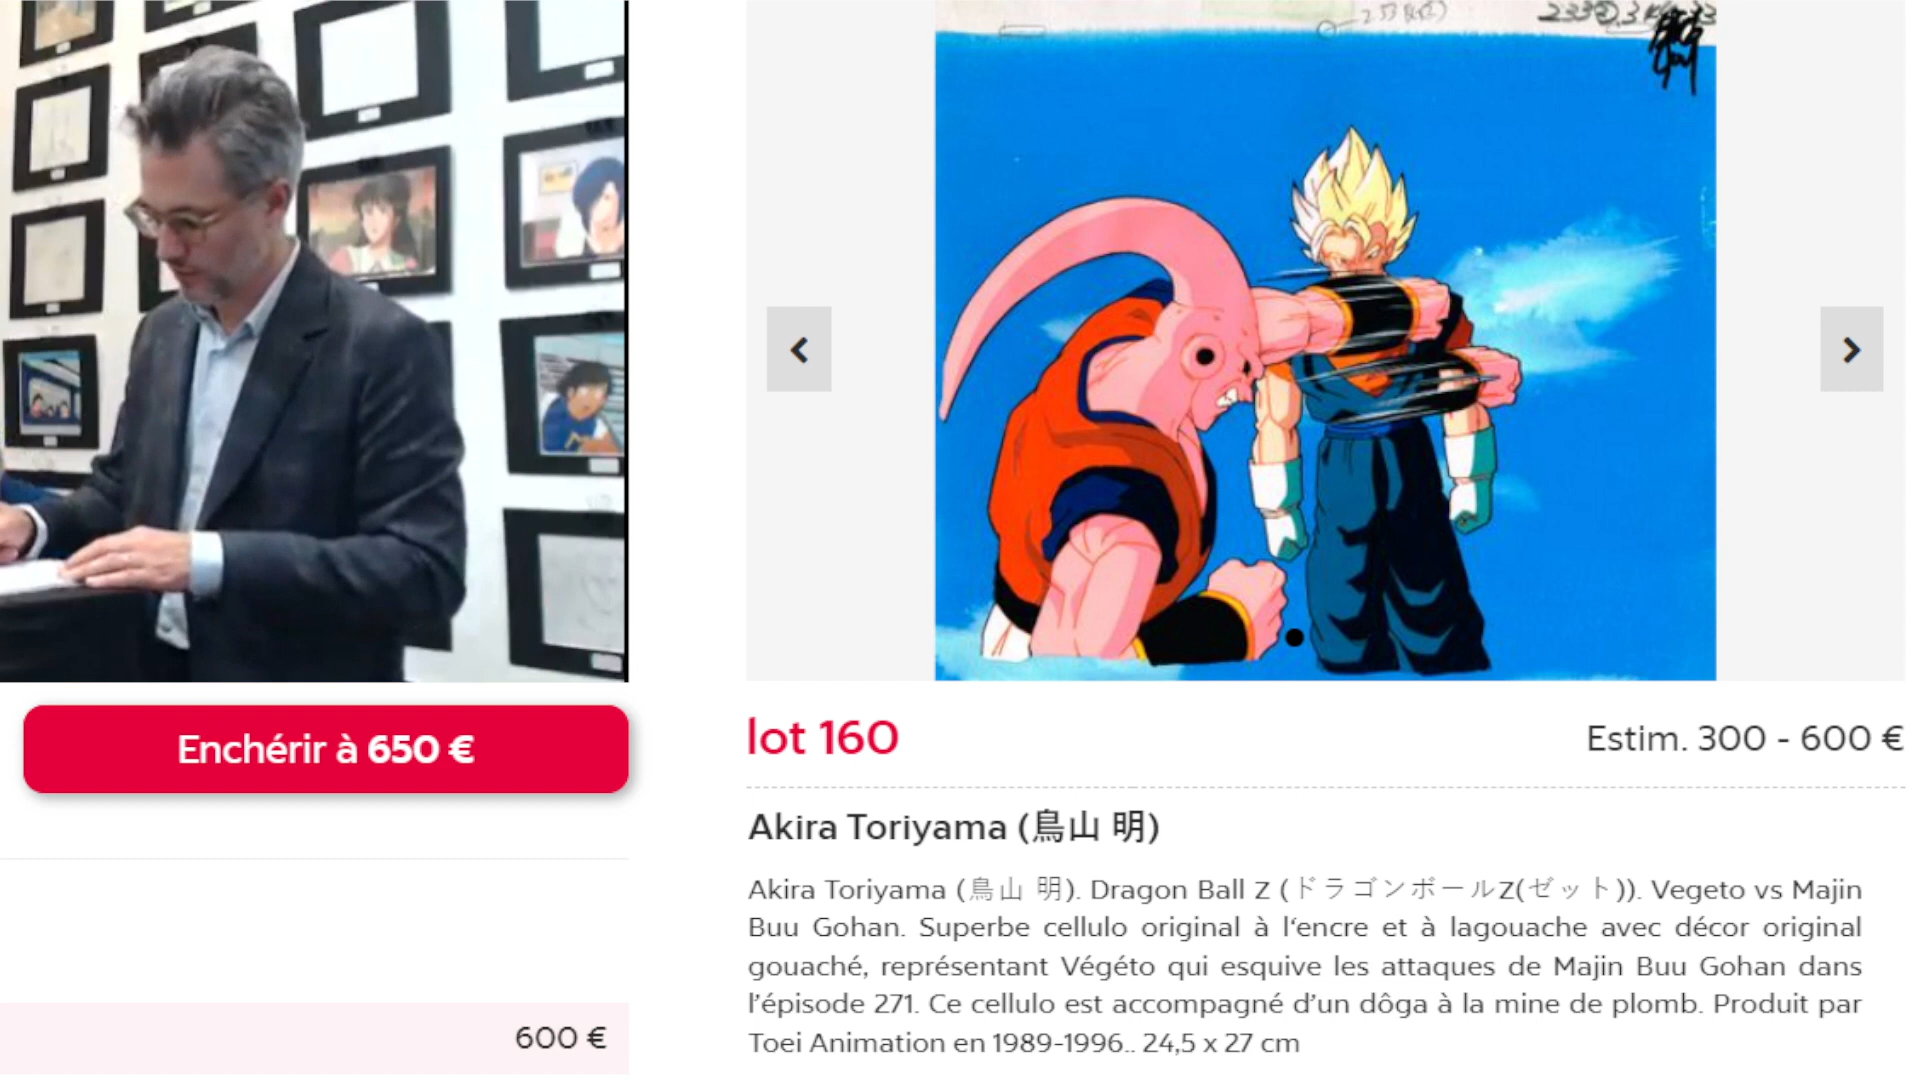 Enchérir à 650 €
600 €
lot 160
Estim. 300 - 600 €
Akira Toriyama (鳥山 明)
Akira Toriyama (鳥山 明). Dragon Ball Z (ドラゴンボールZ(ゼット)). Vegeto vs Majin
Buu Gohan. Superbe cellulo original à l‘encre et à lagouache avec décor original
gouaché, représentant Végéto qui esquive les attaques de Majin Buu Gohan dans
l’épisode 271. Ce cellulo est accompagné d’un dôga à la mine de plomb. Produit par
Toei Animation en 1989-1996.. 24,5 x 27 cm